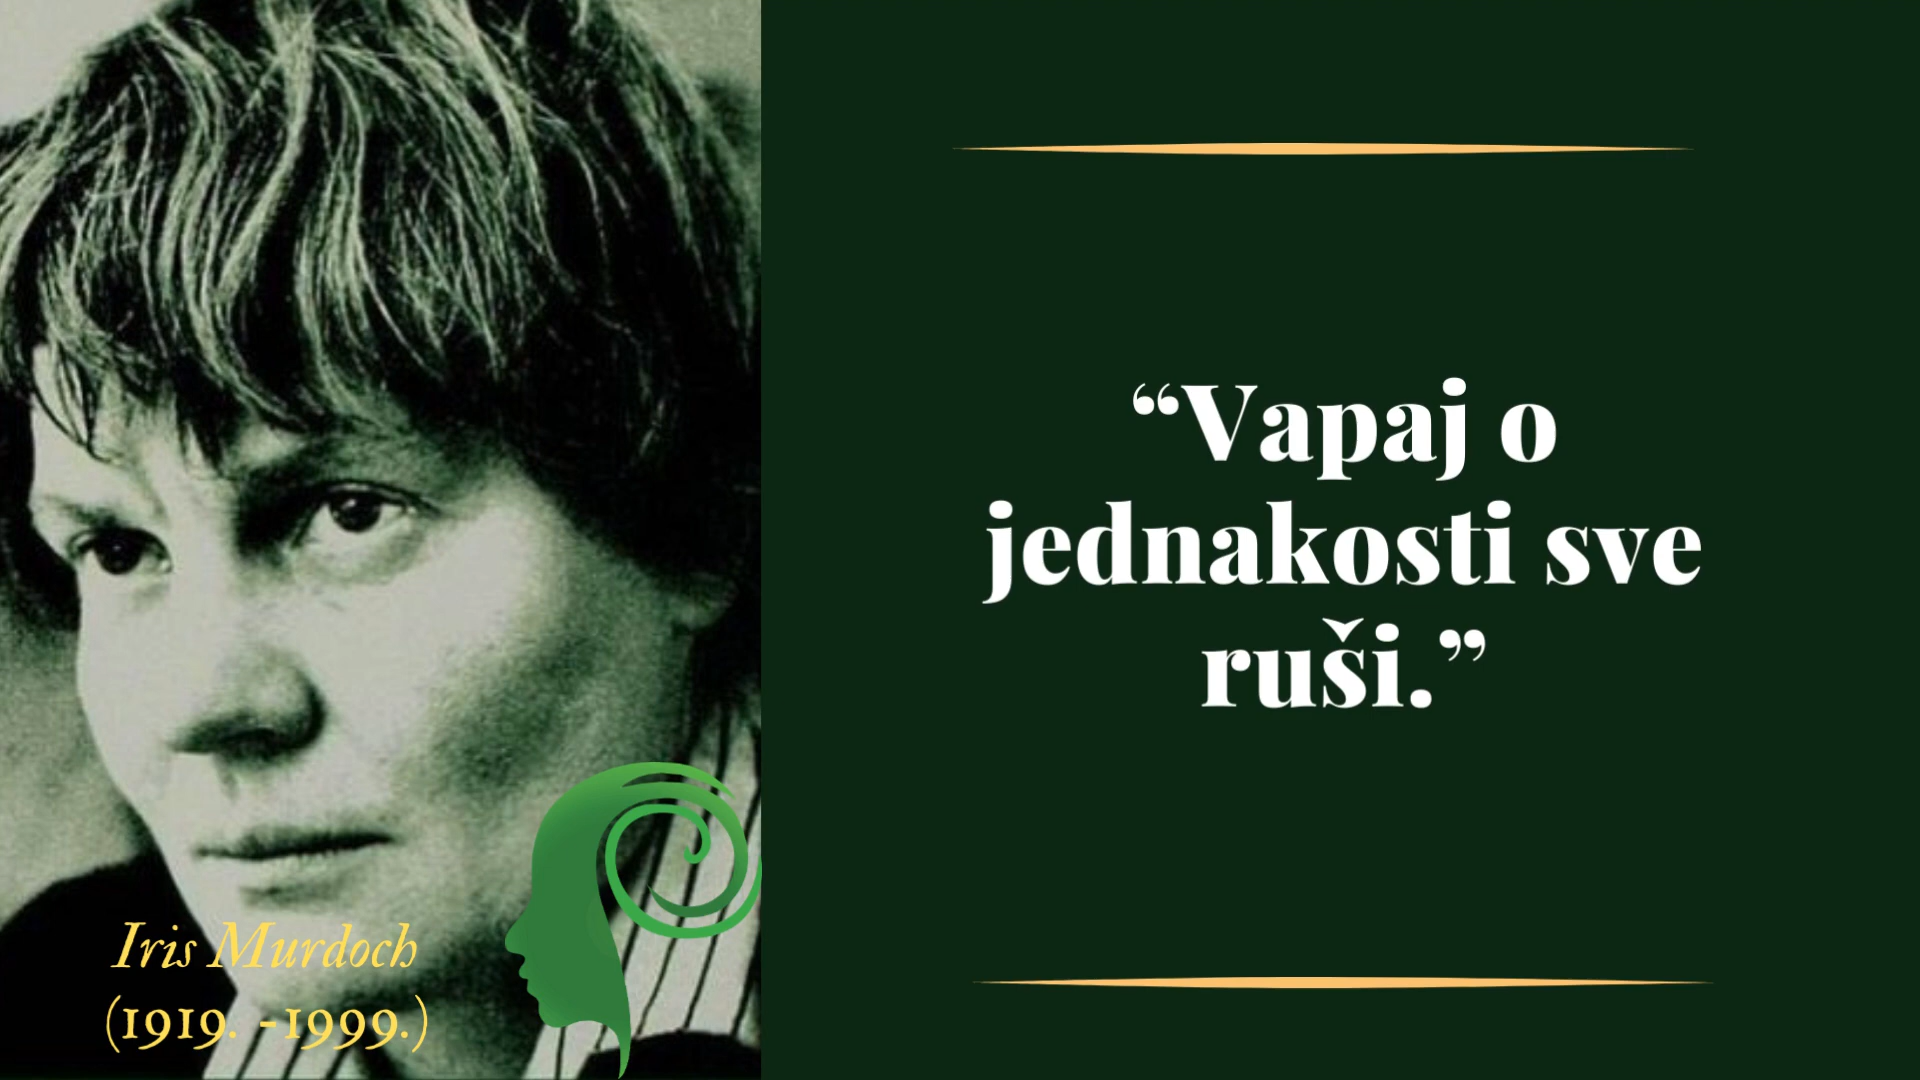 “Vapaj o
jednakosti sve
ruši.”
Iris Murdoch
(1919. -1999.)